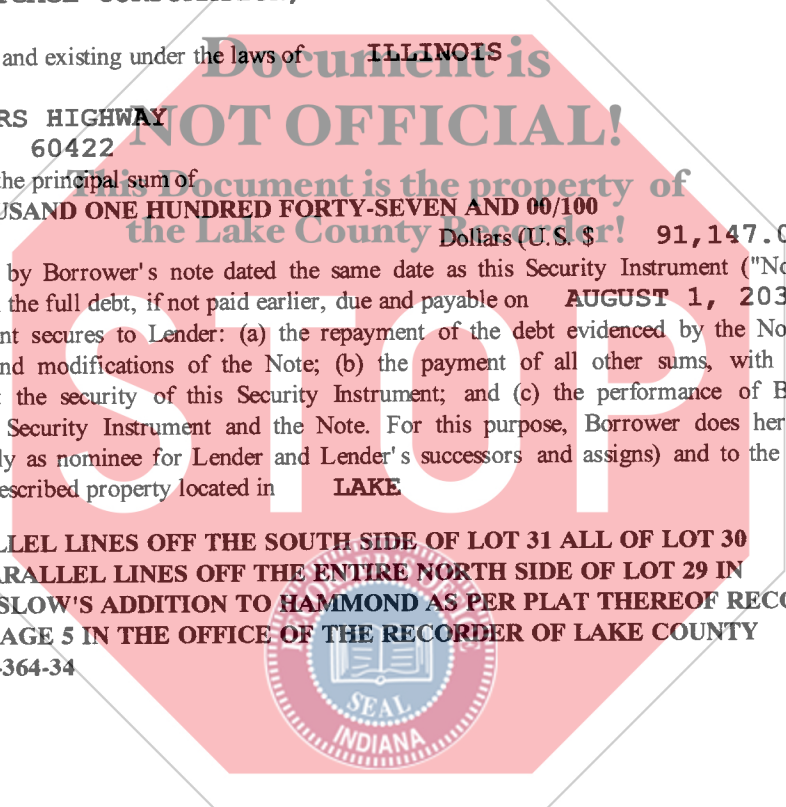 CORPORATION,
and existing under the laws of ILLINOIS
Document is
RS HIGHWAY
NOT OFFICIAL!
60422
the principal sum of
This Document is the property of
USAND ONE HUNDRED FORTY-SEVEN AND 00/100
the Lake County Recorder!
Dollars (U.S. $ 91,147.0
by Borrower's note dated the same date as this Security Instrument ("No
the full debt, if not paid earlier, due and payable on AUGUST 1, 203
nt secures to Lender: (a) the repayment of the debt evidenced by the No
nd modifications of the Note; (b) the payment of all other sums, with
the security of this Security Instrument; and (c) the performance of B
Security Instrument and the Note. For this purpose, Borrower does her
ly as nominee for Lender and Lender's successors and assigns) and to the
escribed property located in LAKE
STOP
LLEL LINES OFF THE SOUTH SIDE OF LOT 31 ALL OF LOT 30
ARALLEL LINES OFF THE ENTIRE NORTH SIDE OF LOT 29 IN
SLOW'S ADDITION TO HAMMOND AS PER PLAT THEREOF RECO
AGE 5 IN THE OFFICE OF THE RECORDER OF LAKE COUNTY
-364-34
SEAL
INDIANA